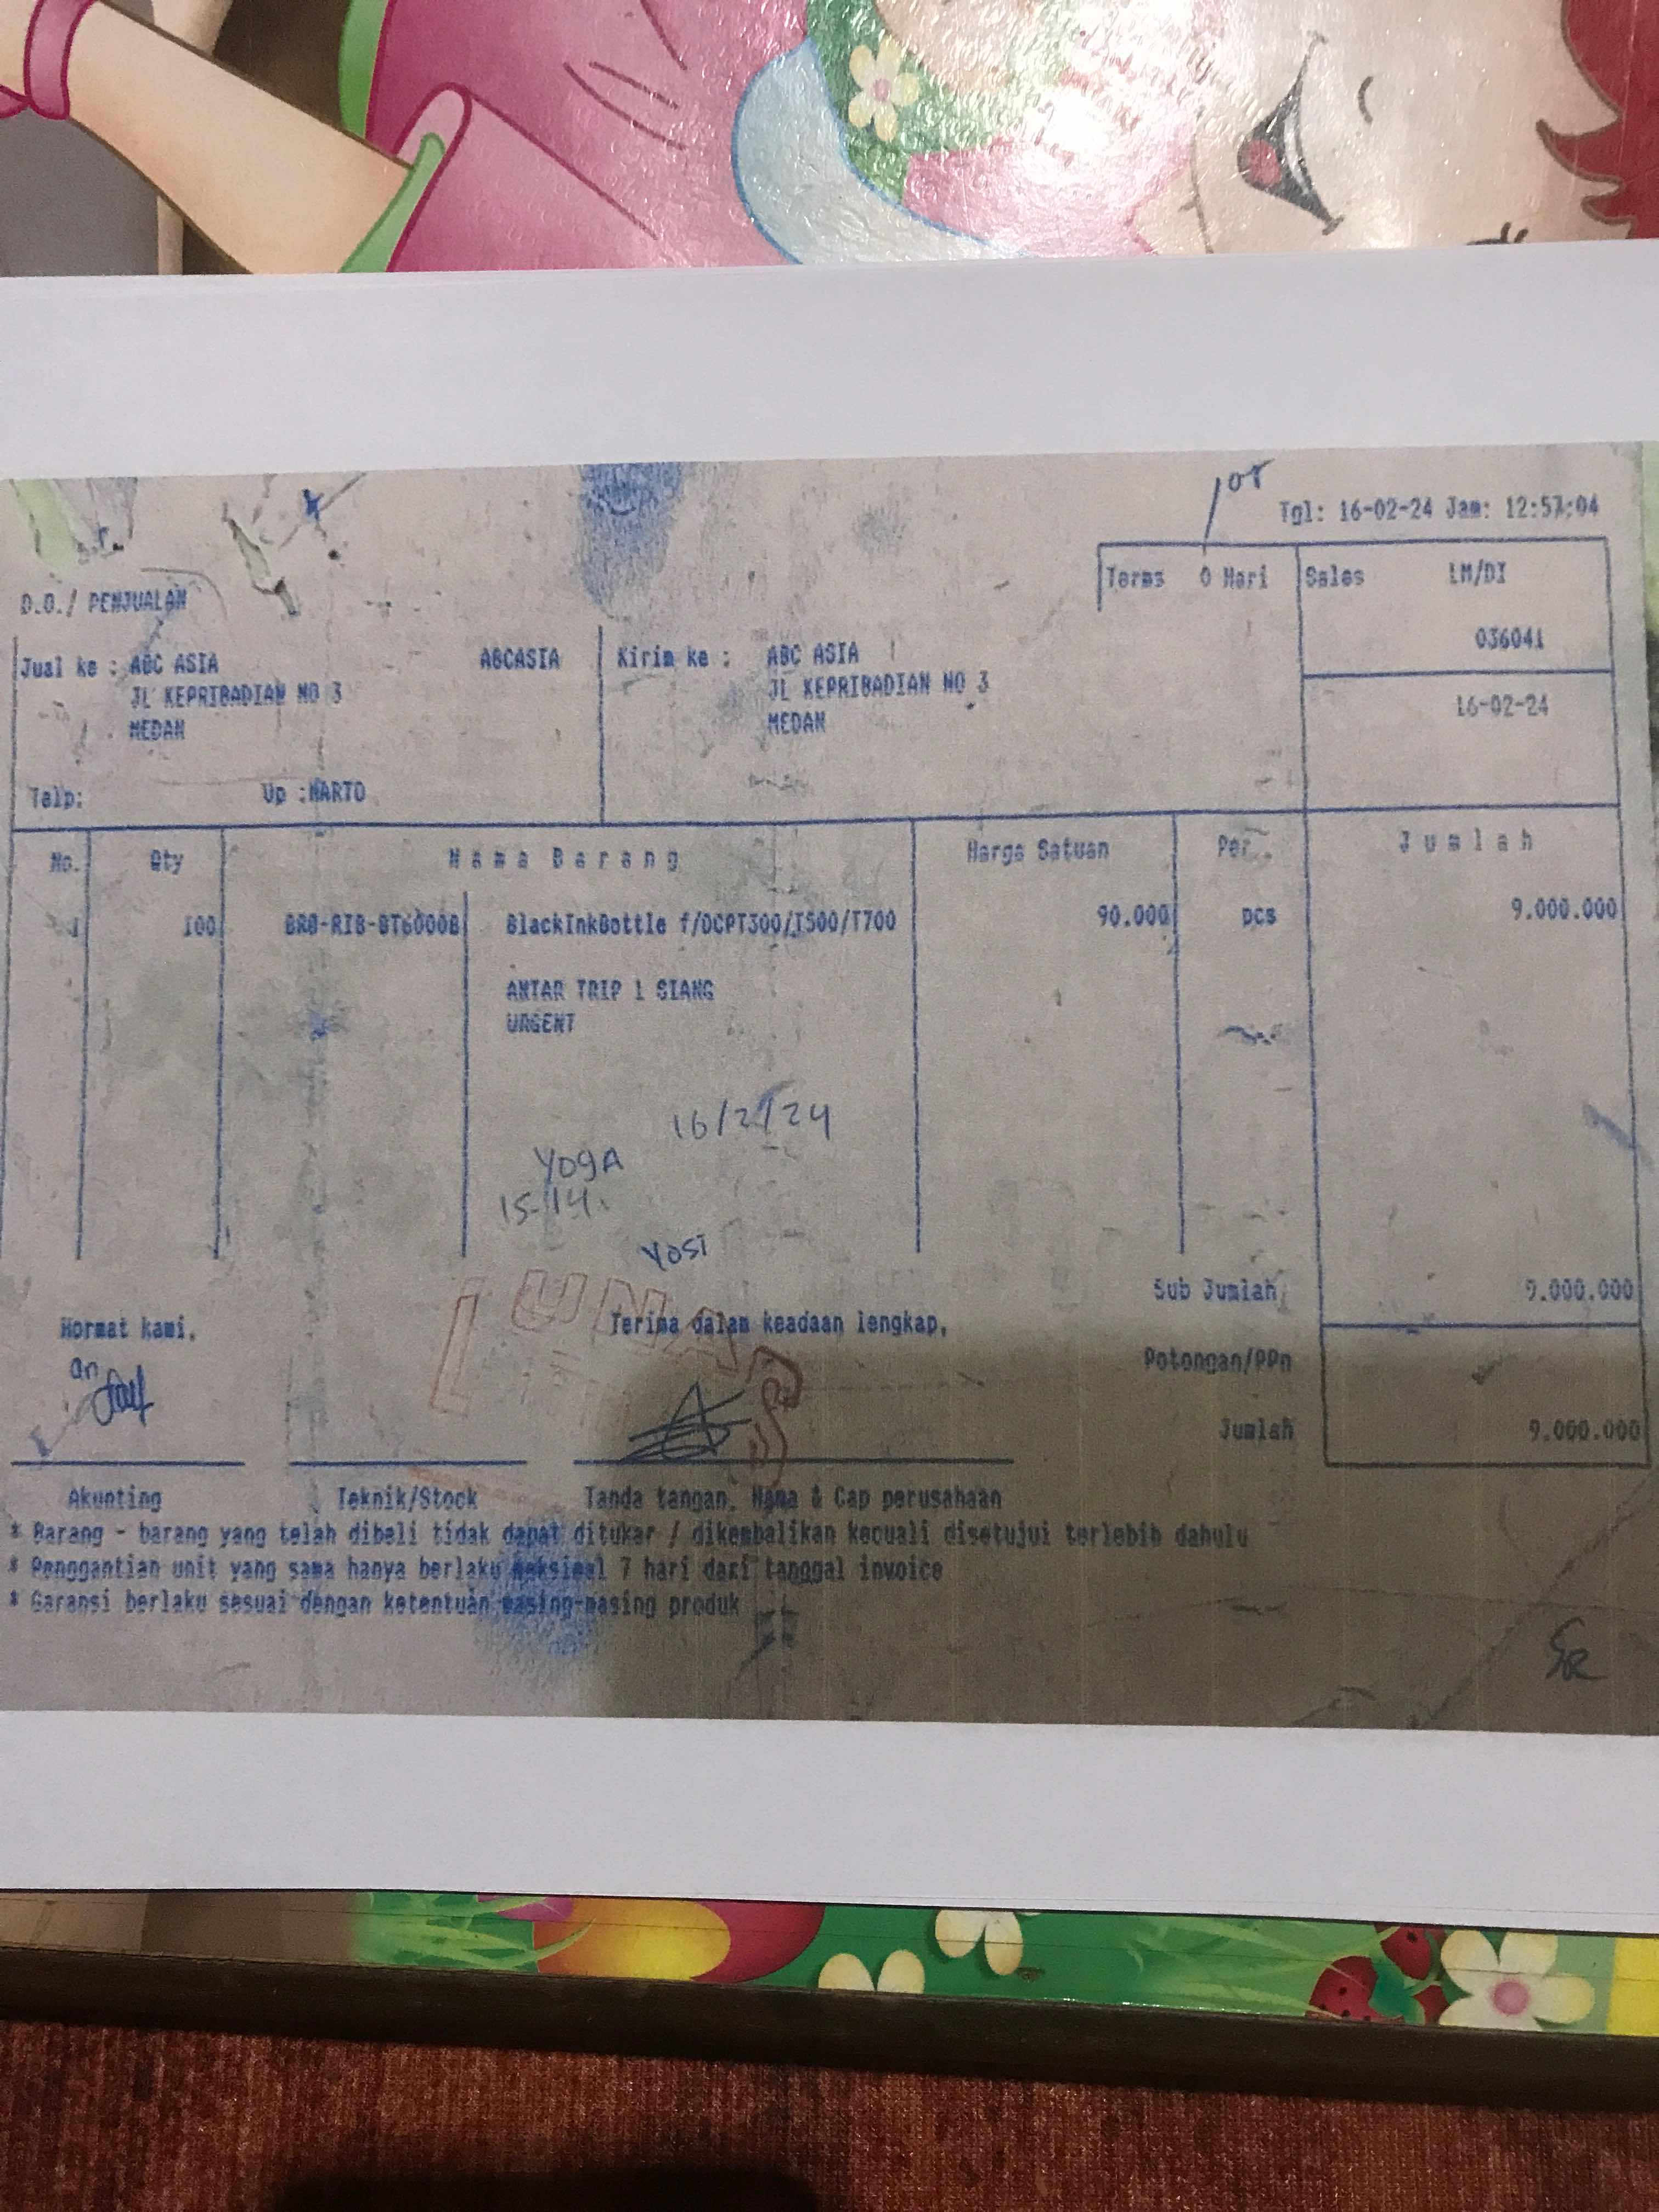 Tgl: 16-02-24 Jam: 12:57:04
Terms 0 Hari Sales LM/DI
D.O./ PENJUALAN
036041
Jual ke : ABC ASIA ABCASIA Kirim ke : ABC ASIA
JL KEPRIBADIAN NO 3 JL KEPRIBADIAN NO 3
16-02-24
MEDAN MEDAN
Telp: Up :MARTO
No. Qty Nama Barang Harga Satuan Per Jumlah
1 100 BRO-RIB-BT6000B BlackInkBottle f/DCPT300/T500/T700 90.000 pcs 9.000.000
ANTAR TRIP 1 SIANG
URGENT
16/2/24
YOGA
15-14.
YOSI
Sub Jumlah 9.000.000
Hormat kami, Terima dalam keadaan lengkap,
Potongan/PPn
an
Jumlah 9.000.000
Akunting Teknik/Stock Tanda tangan, Nama & Cap perusahaan
* Barang - barang yang telah dibeli tidak dapat ditukar / dikembalikan kecuali disetujui terlebih dahulu
* Penggantian unit yang sama hanya berlaku maksimal 7 hari dari tanggal invoice
* Garansi berlaku sesuai dengan ketentuan masing-masing produk